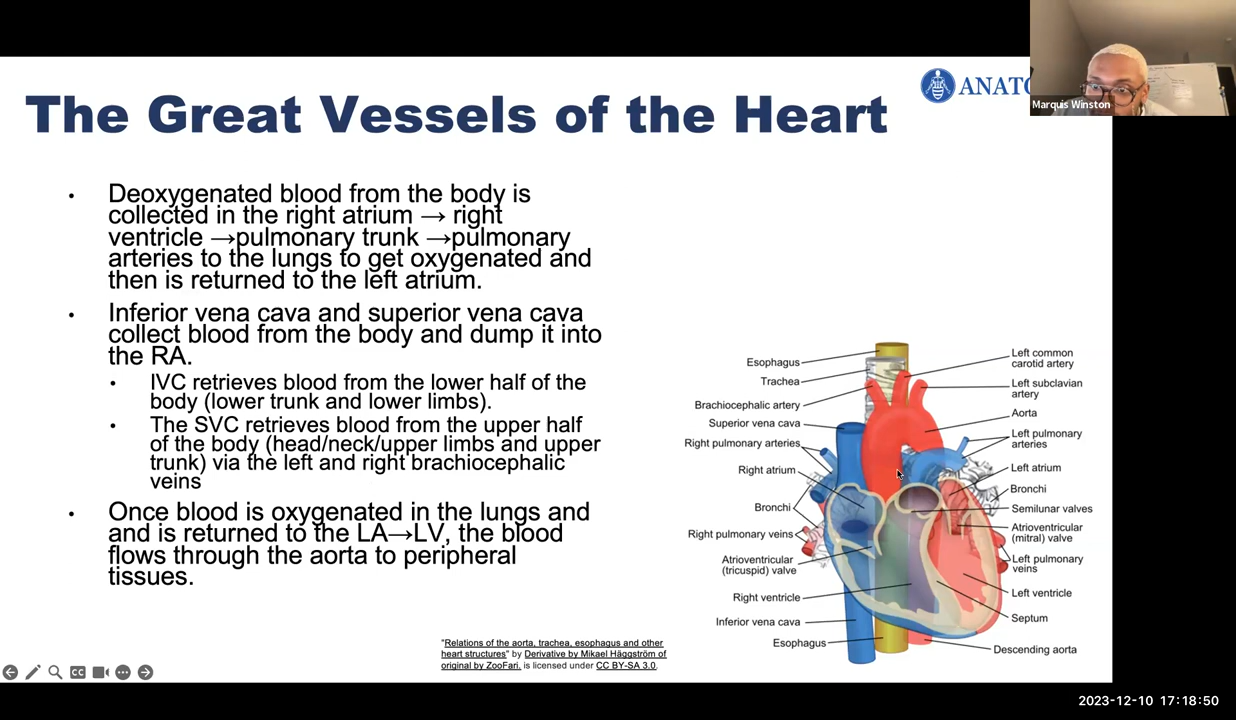 The Great Vessels of the Heart
ANATO
Marquis Winston
• Deoxygenated blood from the body is
collected in the right atrium → right
ventricle →pulmonary trunk →pulmonary
arteries to the lungs to get oxygenated and
then is returned to the left atrium.
• Inferior vena cava and superior vena cava
collect blood from the body and dump it into
the RA.
• IVC retrieves blood from the lower half of the
body (lower trunk and lower limbs).
• The SVC retrieves blood from the upper half
of the body (head/neck/upper limbs and upper
trunk) via the left and right brachiocephalic
veins
• Once blood is oxygenated in the lungs and
and is returned to the LA→LV, the blood
flows through the aorta to peripheral
tissues.
Esophagus
Trachea
Brachiocephalic artery
Superior vena cava
Right pulmonary arteries
Right atrium
Bronchi
Right pulmonary veins
Atrioventricular
(tricuspid) valve
Right ventricle
Inferior vena cava
Esophagus
Left common
carotid artery
Left subclavian
artery
Aorta
Left pulmonary
arteries
Left atrium
Bronchi
Semilunar valves
Atrioventricular
(mitral) valve
Left pulmonary
veins
Left ventricle
Septum
Descending aorta
"Relations of the aorta, trachea, esophagus and other
heart structures" by Derivative by Mikael Häggström of
original by ZooFari, is licensed under CC BY-SA 3.0.
CC
2023-12-10 17:18:50